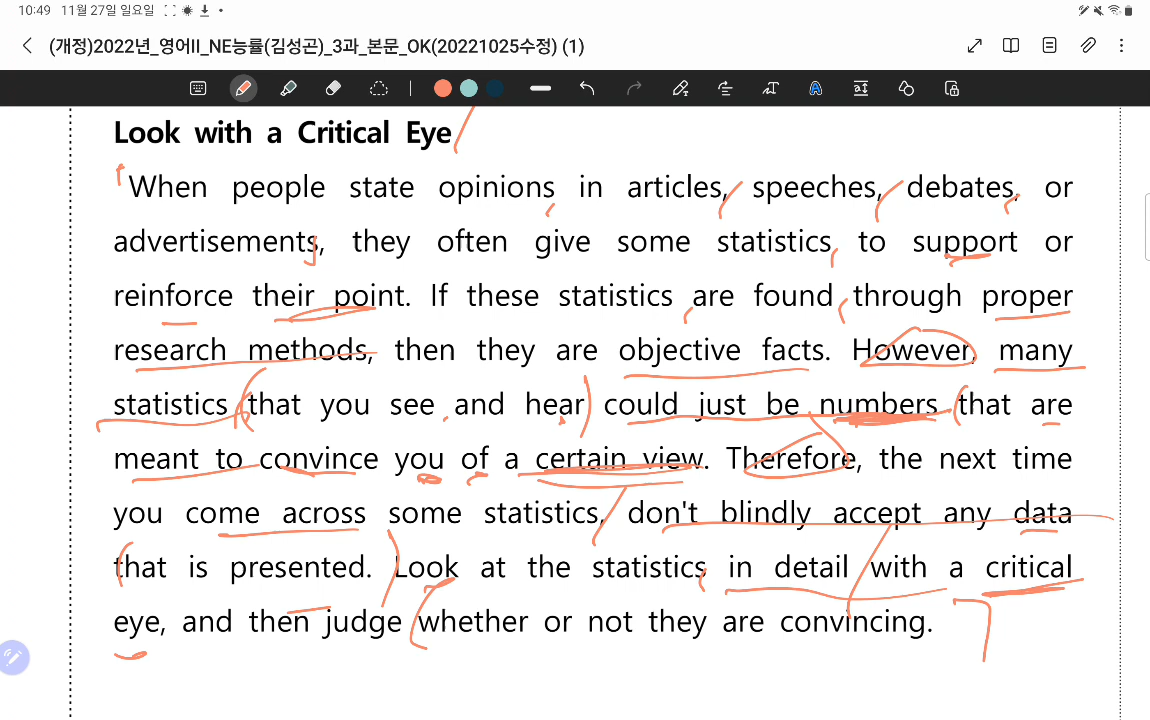 10:49 11월 27일 일요일
(개정)2022년_영어II_NE능률(김성곤)_3과_본문_OK(20221025수정) (1)
Look with a Critical Eye
When people state opinions in articles, speeches, debates, or
advertisements, they often give some statistics to support or
reinforce their point. If these statistics are found through proper
research methods, then they are objective facts. However, many
statistics that you see and hear could just be numbers that are
meant to convince you of a certain view. Therefore, the next time
you come across some statistics, don't blindly accept any data
that is presented. Look at the statistics in detail with a critical
eye, and then judge whether or not they are convincing.